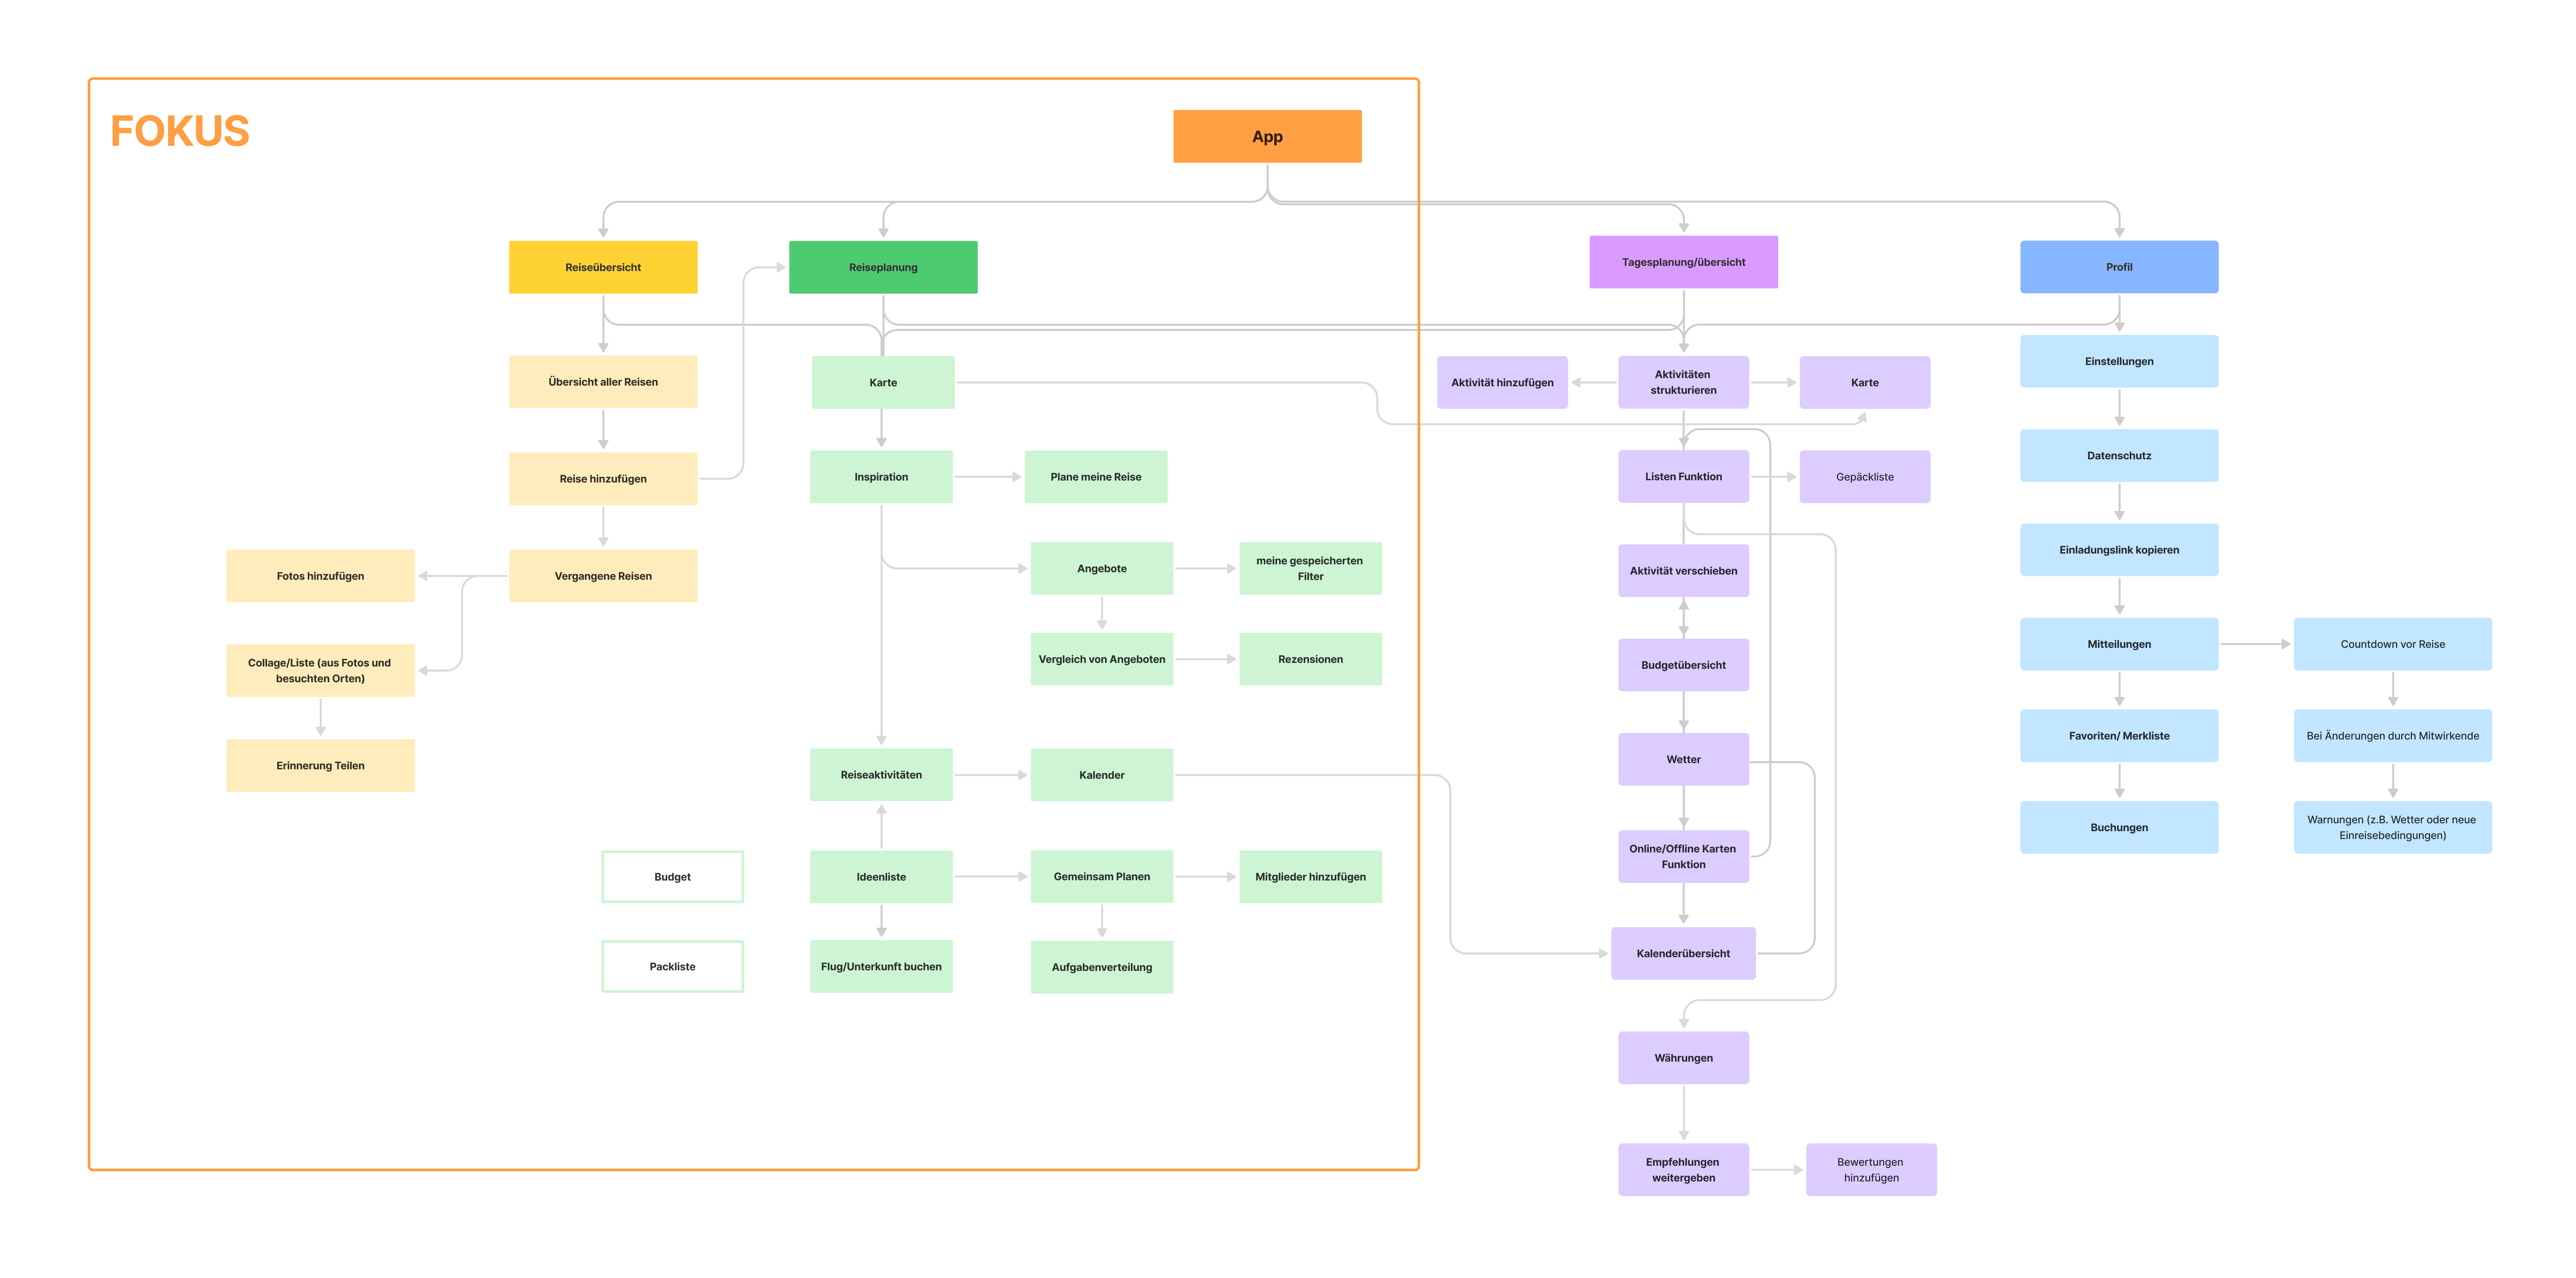 FOKUS
App
Reiseübersicht
Reiseplanung
Tagesplanung/übersicht
Profil
Übersicht aller Reisen
Karte
Aktivität hinzufügen
Aktivitäten
strukturieren
Karte
Einstellungen
Reise hinzufügen
Inspiration
Plane meine Reise
Listen Funktion
Gepäckliste
Datenschutz
Fotos hinzufügen
Vergangene Reisen
Angebote
meine gespeicherten
Filter
Aktivität verschieben
Einladungslink kopieren
Collage/Liste (aus Fotos und
besuchten Orten)
Vergleich von Angeboten
Rezensionen
Budgetübersicht
Mitteilungen
Countdown vor Reise
Erinnerung Teilen
Reiseaktivitäten
Kalender
Wetter
Favoriten/ Merkliste
Bei Änderungen durch Mitwirkende
Budget
Ideenliste
Gemeinsam Planen
Mitglieder hinzufügen
Online/Offline Karten
Funktion
Buchungen
Warnungen (z.B. Wetter oder neue
Einreisebedingungen)
Packliste
Flug/Unterkunft buchen
Aufgabenverteilung
Kalenderübersicht
Währungen
Empfehlungen
weitergeben
Bewertungen
hinzufügen